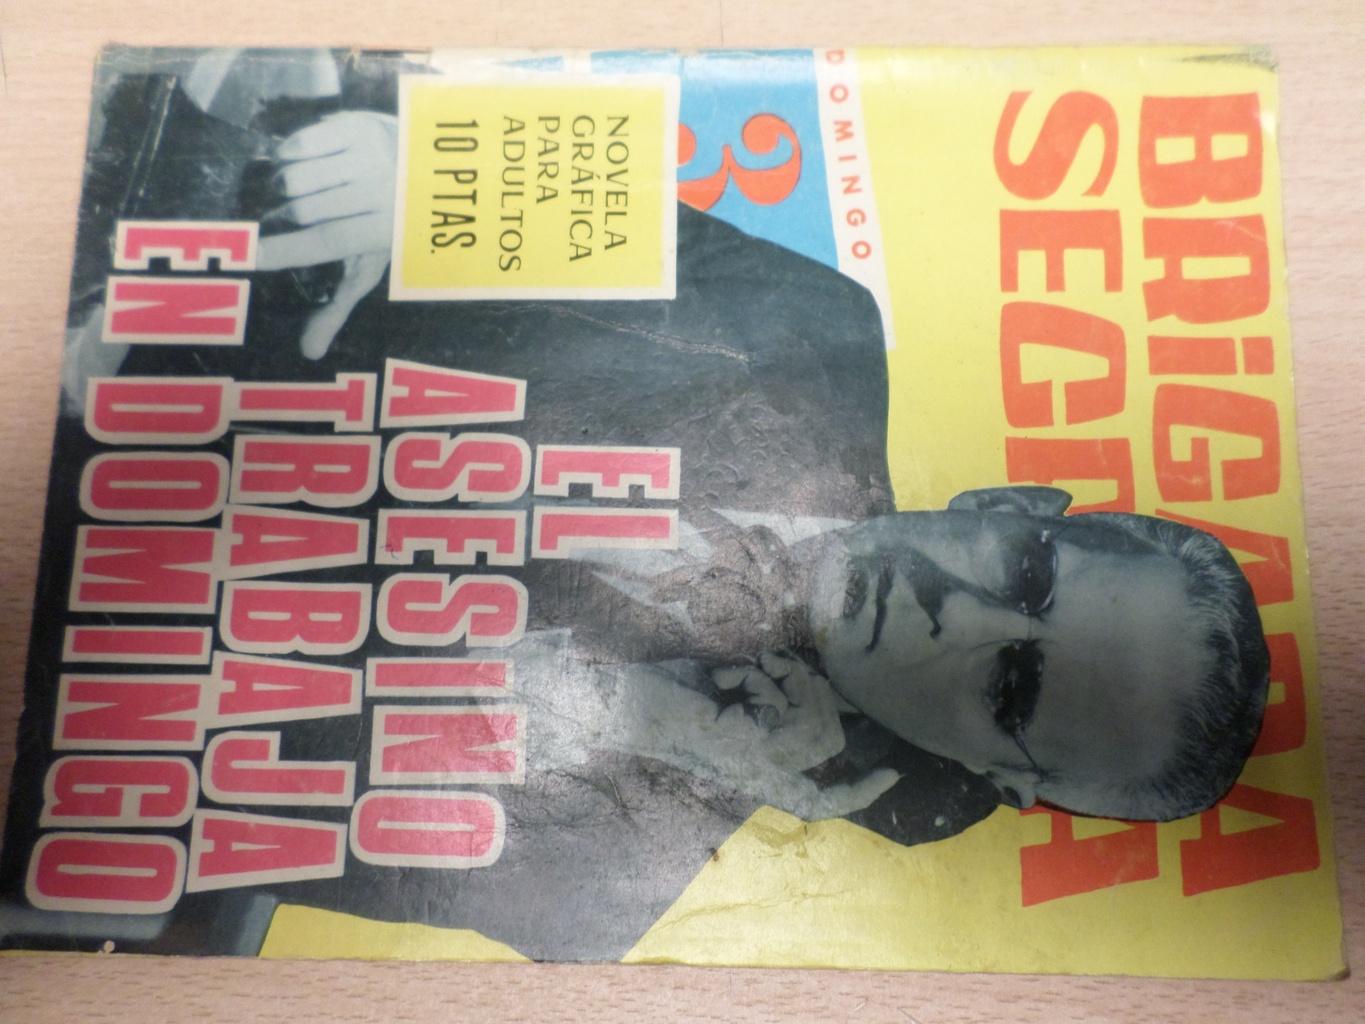 BRiGADA
SECRETA
DOMINGO
3
NOVELA
GRÁFICA
PARA
ADULTOS
10 PTAS.
EL
ASESINO
TRABAJA
EN DOMINGO